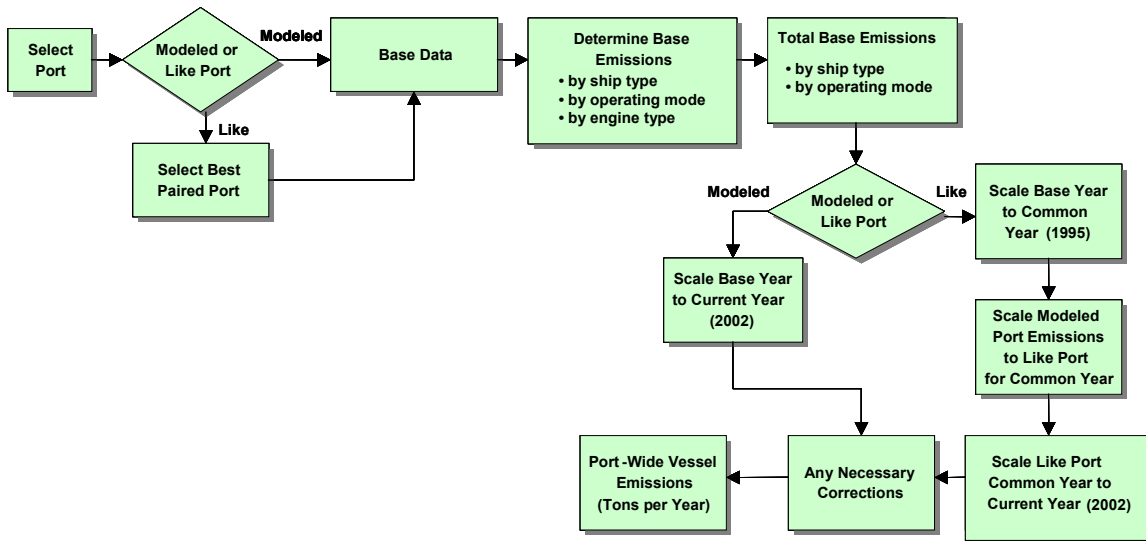 Select
Port
Modeled or
Like Port
Modeled
Like
Select Best
Paired Port
Base Data
Determine Base
Emissions
• by ship type
• by operating mode
• by engine type
Total Base Emissions
• by ship type
• by operating mode
Modeled or
Like Port
Modeled
Like
Scale Base Year
to Current Year
(2002)
Scale Base Year
to Common
Year (1995)
Scale Modeled
Port Emissions
to Like Port
for Common Year
Scale Like Port
Common Year to
Current Year (2002)
Any Necessary
Corrections
Port -Wide Vessel
Emissions
(Tons per Year)